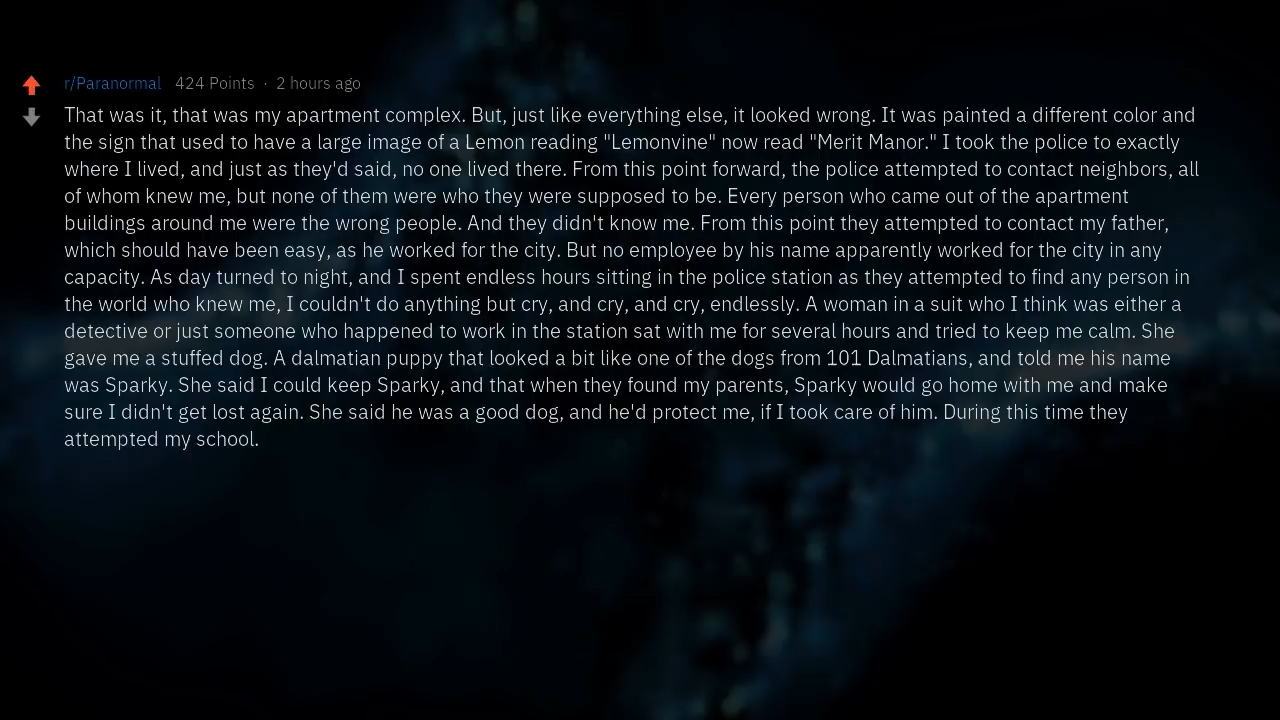 r/Paranormal 424 Points · 2 hours ago
That was it, that was my apartment complex. But, just like everything else, it looked wrong. It was painted a different color and
the sign that used to have a large image of a Lemon reading "Lemonvine" now read "Merit Manor." I took the police to exactly
where I lived, and just as they'd said, no one lived there. From this point forward, the police attempted to contact neighbors, all
of whom knew me, but none of them were who they were supposed to be. Every person who came out of the apartment
buildings around me were the wrong people. And they didn't know me. From this point they attempted to contact my father,
which should have been easy, as he worked for the city. But no employee by his name apparently worked for the city in any
capacity. As day turned to night, and I spent endless hours sitting in the police station as they attempted to find any person in
the world who knew me, I couldn't do anything but cry, and cry, and cry, endlessly. A woman in a suit who I think was either a
detective or just someone who happened to work in the station sat with me for several hours and tried to keep me calm. She
gave me a stuffed dog. A dalmatian puppy that looked a bit like one of the dogs from 101 Dalmatians, and told me his name
was Sparky. She said I could keep Sparky, and that when they found my parents, Sparky would go home with me and make
sure I didn't get lost again. She said he was a good dog, and he'd protect me, if I took care of him. During this time they
attempted my school.